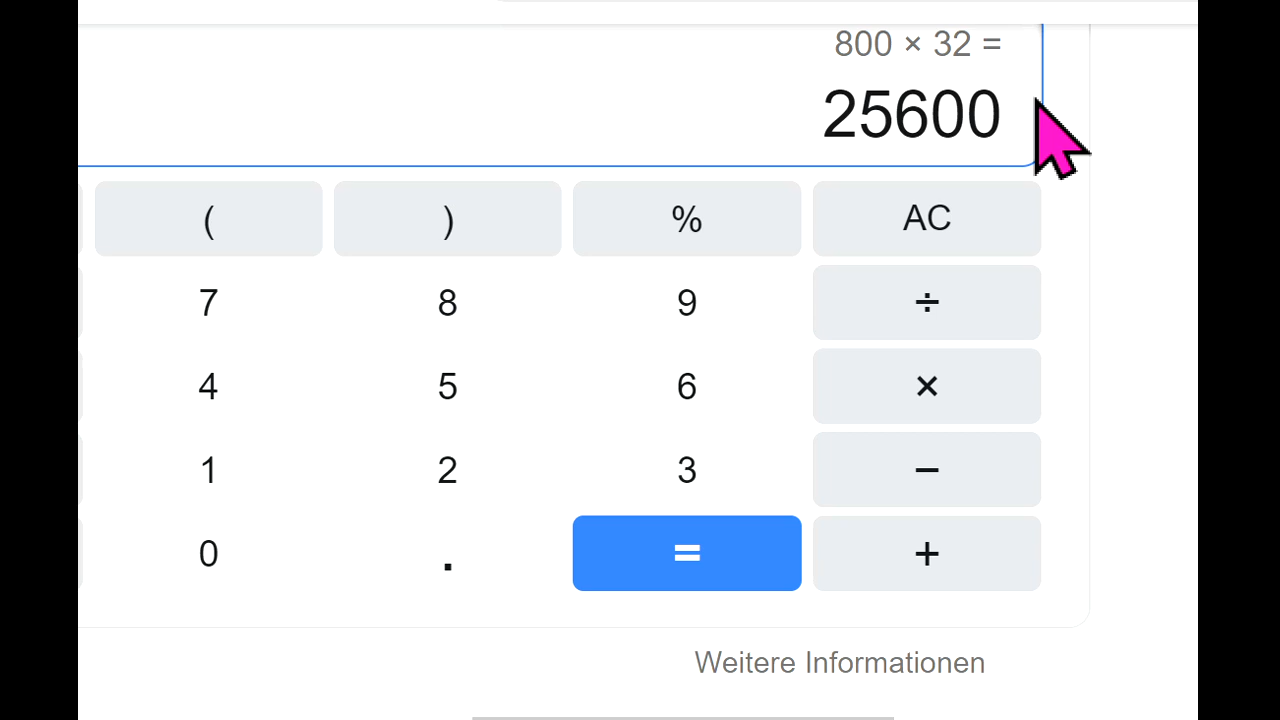 800 × 32 =
25600
( ) % AC
7 8 9 ÷
4 5 6 ×
1 2 3 −
0 . = +
Weitere Informationen